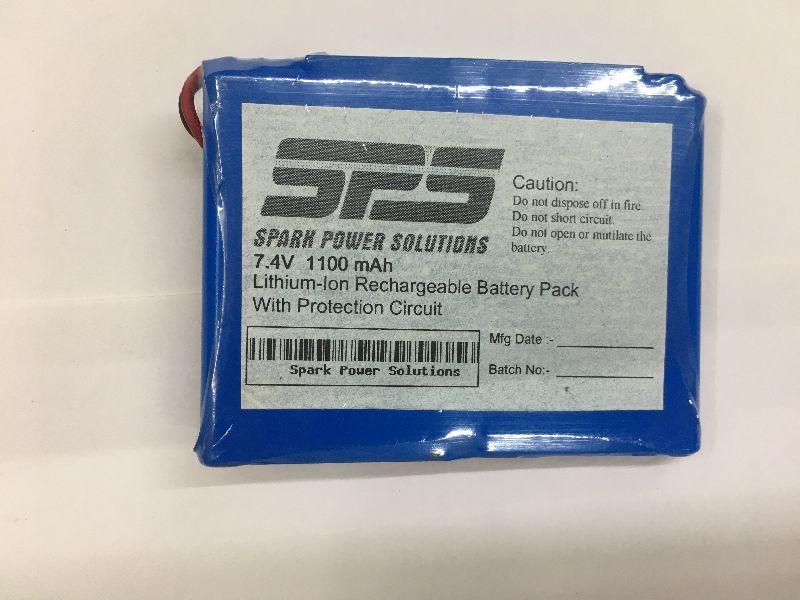 SPS
SPARK POWER SOLUTIONS
7.4V 1100 mAh
Lithium-Ion Rechargeable Battery Pack
With Protection Circuit
Spark Power Solutions
Caution:
Do not dispose off in fire
Do not short circuit.
Do not open or mutilate the
battery.
Mfg Date :-
Batch No:-